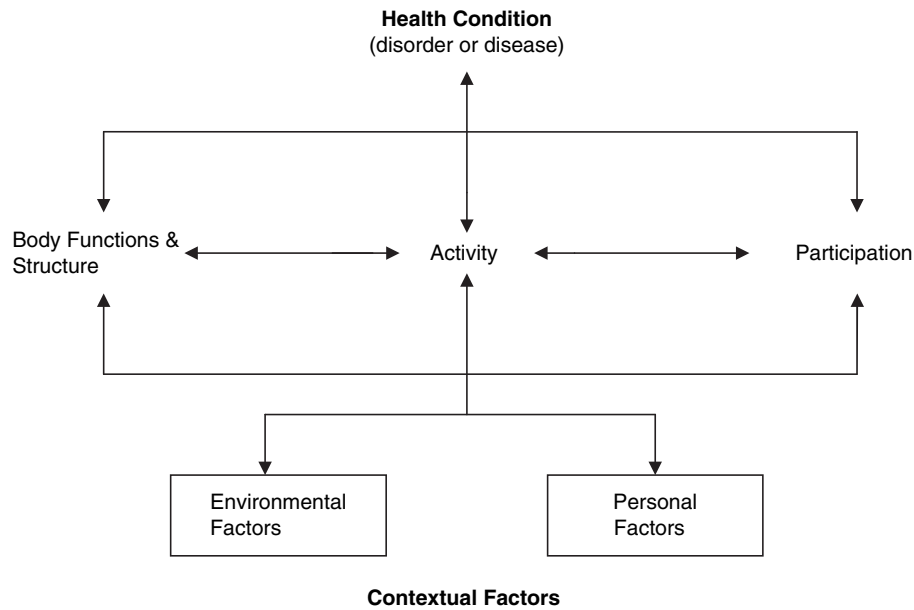 Health Condition
(disorder or disease)
Body Functions &
Structure
Activity
Participation
Environmental
Factors
Personal
Factors
Contextual Factors